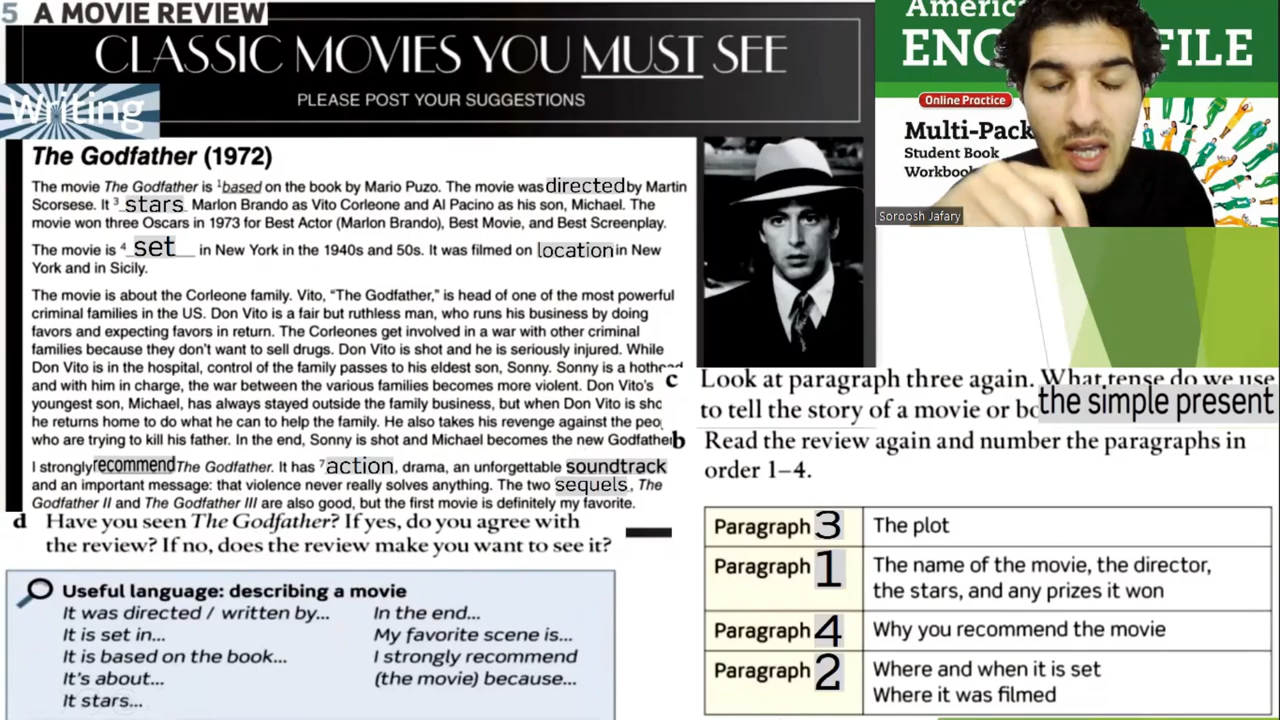 5 A MOVIE REVIEW
CLASSIC MOVIES YOU MUST SEE
PLEASE POST YOUR SUGGESTIONS
Writing
The Godfather (1972)
The movie The Godfather is ¹based on the book by Mario Puzo. The movie was directed by Martin
Scorsese. It ³ stars Marlon Brando as Vito Corleone and Al Pacino as his son, Michael. The
movie won three Oscars in 1973 for Best Actor (Marlon Brando), Best Movie, and Best Screenplay.
The movie is ⁴ set in New York in the 1940s and 50s. It was filmed on location in New
York and in Sicily.
The movie is about the Corleone family. Vito, "The Godfather," is head of one of the most powerful
criminal families in the US. Don Vito is a fair but ruthless man, who runs his business by doing
favors and expecting favors in return. The Corleones get involved in a war with other criminal
families because they don't want to sell drugs. Don Vito is shot and he is seriously injured. While
Don Vito is in the hospital, control of the family passes to his eldest son, Sonny. Sonny is a
and with him in charge, the war between the various families becomes more violent. Don Vito's
youngest son, Michael, has always stayed outside the family business, but when Don Vito is
he returns home to do what he can to help the family. He also takes his revenge against the
who are trying to kill his father. In the end, Sonny is shot and Michael becomes the new Godfather
I strongly recommend The Godfather. It has ⁷ action, drama, an unforgettable soundtrack
and an important message: that violence never really solves anything. The two sequels, The
Godfather II and The Godfather III are also good, but the first movie is definitely my favorite.
d Have you seen The Godfather? If yes, do you agree with
the review? If no, does the review make you want to see it?
Useful language: describing a movie
It was directed / written by...
It is set in...
It is based on the book...
It's about...
It stars...
In the end...
My favorite scene is...
I strongly recommend
(the movie) because...
America
ENG FILE
Online Practice
Multi-Pack
Student Book
Workbook
Soroosh Jafary
c Look at paragraph three again. What tense do we use
to tell the story of a movie or
the simple present
b Read the review again and number the paragraphs in
order 1–4.
Paragraph 3 The plot
Paragraph 1 The name of the movie, the director,
the stars, and any prizes it won
Paragraph 4 Why you recommend the movie
Paragraph 2 Where and when it is set
Where it was filmed